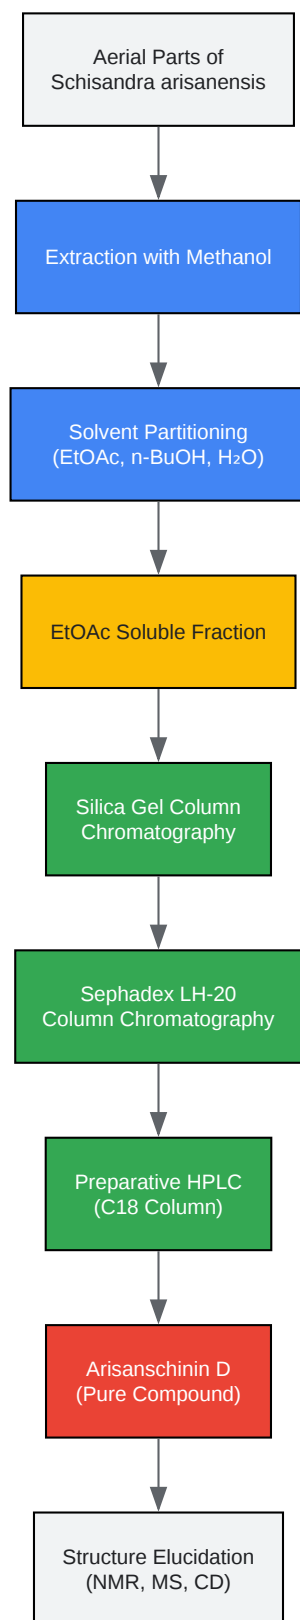 Aerial Parts of
Schisandra arisanensis
Extraction with Methanol
Solvent Partitioning
(EtOAc, n-BuOH, H₂O)
EtOAc Soluble Fraction
Silica Gel Column
Chromatography
Sephadex LH-20
Column Chromatography
Preparative HPLC
(C18 Column)
Arisanschinin D
(Pure Compound)
Structure Elucidation
(NMR, MS, CD)